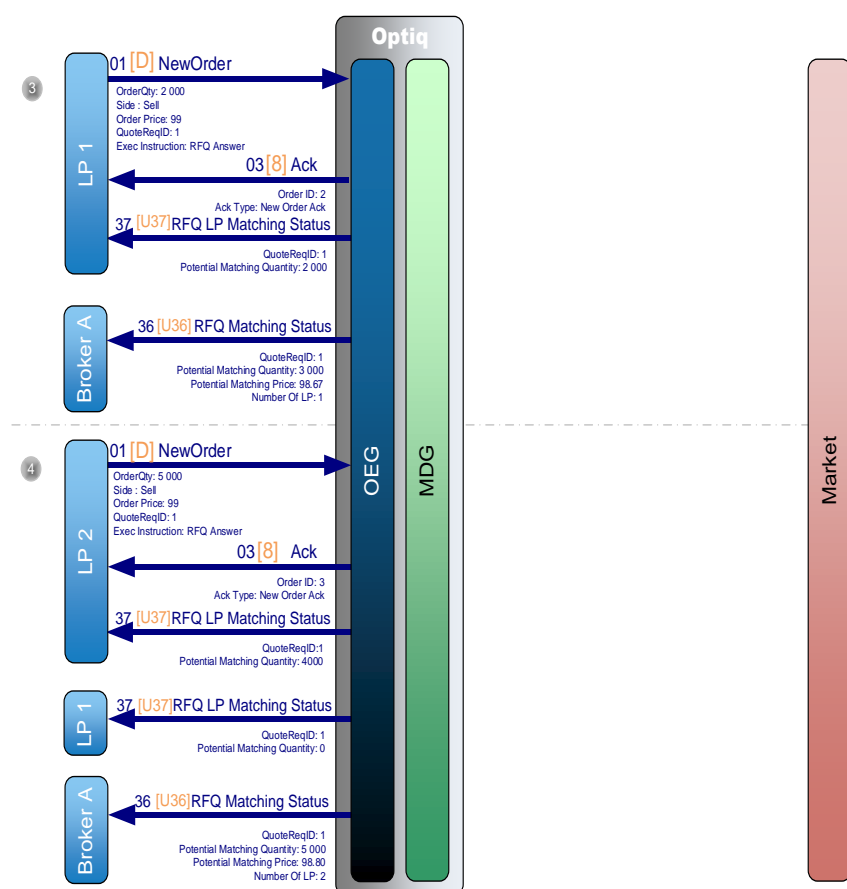 Optiq
3
LP 1
01 [D] NewOrder
OrderQty: 2 000
Side : Sell
Order Price: 99
QuoteReqID: 1
Exec Instruction: RFQ Answer
03 [8] Ack
Order ID: 2
Ack Type: New Order Ack
37 [U37] RFQ LP Matching Status
QuoteReqID: 1
Potential Matching Quantity: 2 000
Broker A
36 [U36] RFQ Matching Status
QuoteReqID: 1
Potential Matching Quantity: 3 000
Potential Matching Price: 98.67
Number Of LP: 1
OEG
MDG
Market
4
LP 2
01 [D] NewOrder
OrderQty: 5 000
Side : Sell
Order Price: 99
QuoteReqID: 1
Exec Instruction: RFQ Answer
03 [8] Ack
Order ID: 3
Ack Type: New Order Ack
37 [U37] RFQ LP Matching Status
QuoteReqID:1
Potential Matching Quantity: 4000
LP 1
37 [U37] RFQ LP Matching Status
QuoteReqID: 1
Potential Matching Quantity: 0
Broker A
36 [U36] RFQ Matching Status
QuoteReqID: 1
Potential Matching Quantity: 5 000
Potential Matching Price: 98.80
Number Of LP: 2